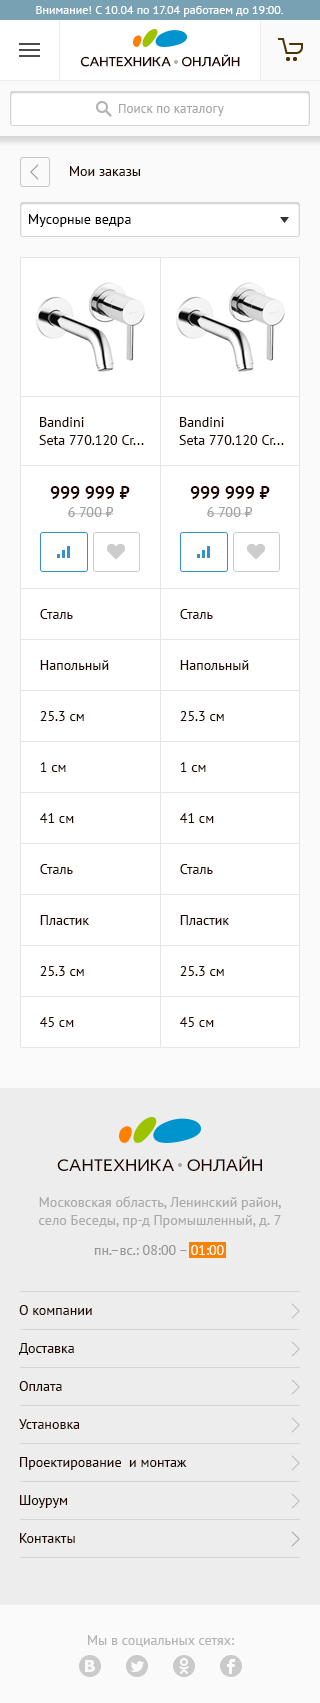 Внимание! С 10.04 по 17.04 работаем до 19:00.
САНТЕХНИКА • ОНЛАЙН
Поиск по каталогу
Мои заказы
Мусорные ведра
Bandini
Seta 770.120 Cr...
Bandini
Seta 770.120 Cr...
999 999 ₽
999 999 ₽
6 700 ₽
6 700 ₽
Сталь
Сталь
Напольный
Напольный
25.3 см
25.3 см
1 см
1 см
41 см
41 см
Сталь
Сталь
Пластик
Пластик
25.3 см
25.3 см
45 см
45 см
САНТЕХНИКА • ОНЛАЙН
Московская область, Ленинский район,
село Беседы, пр-д Промышленный, д. 7
пн.–вс.: 08:00 – 01:00
О компании
Доставка
Оплата
Установка
Проектирование  и монтаж
Шоурум
Контакты
Мы в социальных сетях: